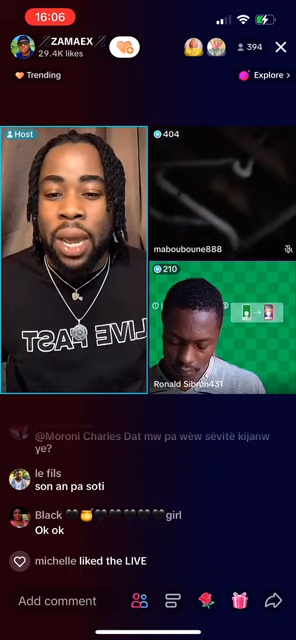 16:06
ZAMAEX
29.4K likes
394
Trending
Explore >
Host
404
LIVE FAST
mabouboune888
210
Ronald Sibrun431
@Moroni Charles Dat mw pa wèw sèvitè kijanw
ye?
le fils
son an pa soti
Black 🖤🍯🖤🖤🖤🖤🖤🖤girl
Ok ok
michelle liked the LIVE
Add comment